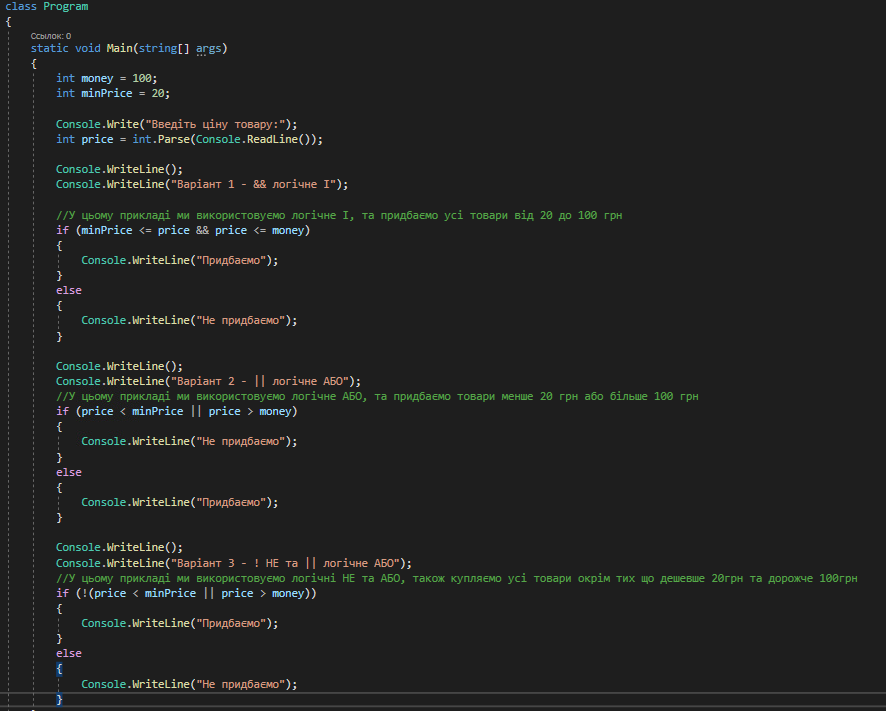 class Program
{
Ссылок: 0
static void Main(string[] args)
{
int money = 100;
int minPrice = 20;
Console.Write("Введіть ціну товару:");
int price = int.Parse(Console.ReadLine());
Console.WriteLine();
Console.WriteLine("Варіант 1 - && логічне І");
//У цьому прикладі ми використовуємо логічне І, та придбаємо усі товари від 20 до 100 грн
if (minPrice <= price && price <= money)
{
Console.WriteLine("Придбаємо");
}
else
{
Console.WriteLine("Не придбаємо");
}
Console.WriteLine();
Console.WriteLine("Варіант 2 - || логічне АБО");
//У цьому прикладі ми використовуємо логічне АБО, та придбаємо товари менше 20 грн або більше 100 грн
if (price < minPrice || price > money)
{
Console.WriteLine("Не придбаємо");
}
else
{
Console.WriteLine("Придбаємо");
}
Console.WriteLine();
Console.WriteLine("Варіант 3 - ! НЕ та || логічне АБО");
//У цьому прикладі ми використовуємо логічні НЕ та АБО, також купляємо усі товари окрім тих що дешевше 20грн та дорожче 100грн
if (!(price < minPrice || price > money))
{
Console.WriteLine("Придбаємо");
}
else
{
Console.WriteLine("Не придбаємо");
}